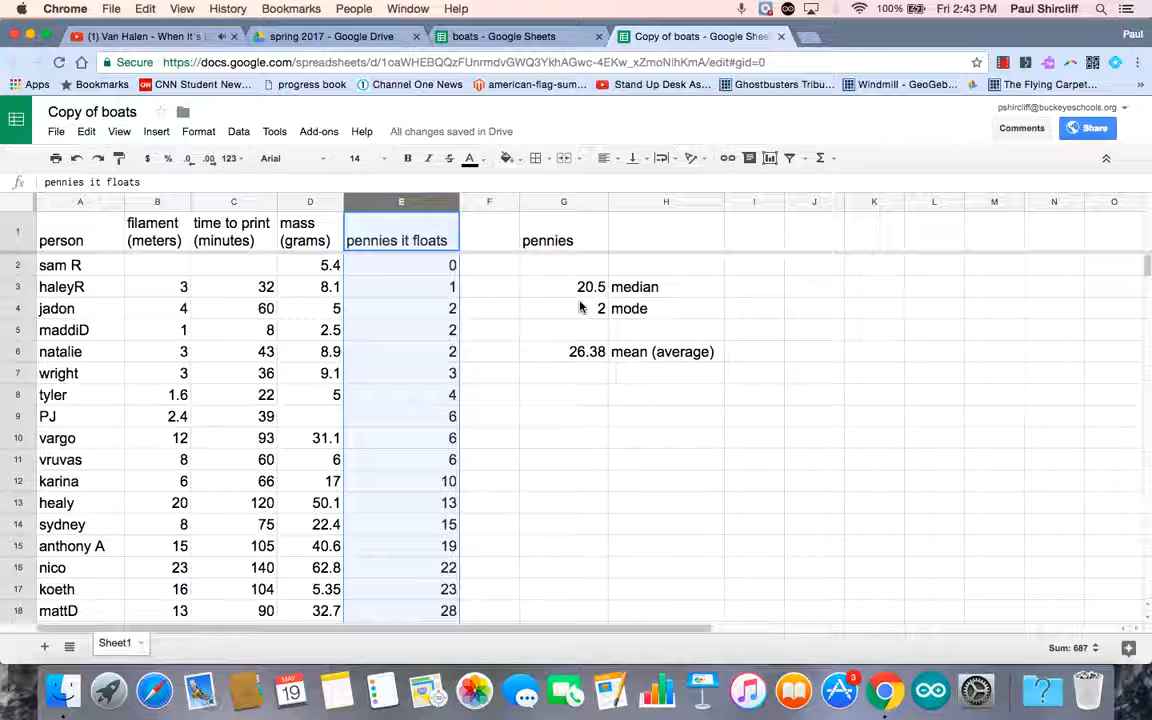 Chrome File Edit View History Bookmarks People Window Help 100% Fri 2:43 PM Paul Shircliff
(1) Van Halen - When It's spring 2017 - Google Drive boats - Google Sheets Copy of boats - Google Shee Paul
Secure https://docs.google.com/spreadsheets/d/1oaWHEBQQzFUnrmdvGWQ3YkhAGwc-4EKw_xZmoNlhKmA/edit#gid=0
Apps Bookmarks CNN Student New... progress book Channel One News american-flag-sum... Stand Up Desk As... Ghostbusters Tribu... Windmill - GeoGeb... The Flying Carpet...
Copy of boats pshircliff@buckeyeschools.org
File Edit View Insert Format Data Tools Add-ons Help All changes saved in Drive Comments Share
$ % .0 .00 123 Arial 14 B I S A Σ
fx pennies it floats
A B C D E F G H I J K L M N O
1 person filament (meters) time to print (minutes) mass (grams) pennies it floats pennies
2 sam R 5.4 0
3 haleyR 3 32 8.1 1 20.5 median
4 jadon 4 60 5 2 2 mode
5 maddiD 1 8 2.5 2
6 natalie 3 43 8.9 2 26.38 mean (average)
7 wright 3 36 9.1 3
8 tyler 1.6 22 5 4
9 PJ 2.4 39 6
10 vargo 12 93 31.1 6
11 vruvas 8 60 6 6
12 karina 6 66 17 10
13 healy 20 120 50.1 13
14 sydney 8 75 22.4 15
15 anthony A 15 105 40.6 19
16 nico 23 140 62.8 22
17 koeth 16 104 5.35 23
18 mattD 13 90 32.7 28
Sheet1 Sum: 687
MAY 19 3